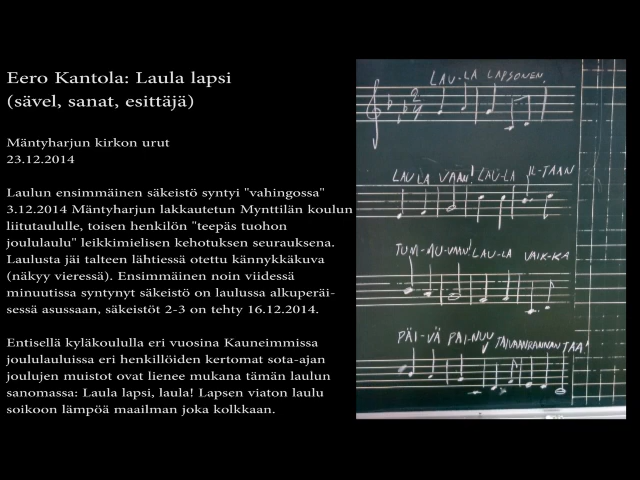 Eero Kantola: Laula lapsi
(sävel, sanat, esittäjä)
Mäntyharjun kirkon urut
23.12.2014
Laulun ensimmäinen säkeistö syntyi "vahingossa"
3.12.2014 Mäntyharjun lakkautetun Mynttilän koulun
liitutaululle, toisen henkilön "teepäs tuohon
joululaulu" leikkimielisen kehotuksen seurauksena.
Laulusta jäi talteen lähtiessä otettu kännykkäkuva
(näkyy vieressä). Ensimmäinen noin viidessä
minuutissa syntynyt säkeistö on laulussa alkuperäi-
sessä asussaan, säkeistöt 2-3 on tehty 16.12.2014.
Entisellä kyläkoululla eri vuosina Kauneimmissa
joululauluissa eri henkilöiden kertomat sota-ajan
joulujen muistot ovat lienee mukana tämän laulun
sanomassa: Laula lapsi, laula! Lapsen viaton laulu
soikoon lämpöä maailman joka kolkkaan.
LAU-LA LAPSONEN,
2
4
LAULA VAAN! LAU-LA IL-TAAN
TUM-MU-VAAN! LAU-LA VAIK-KA
PÄI-VÄ PAI-NUU TAIVAANRANNAN TAA!